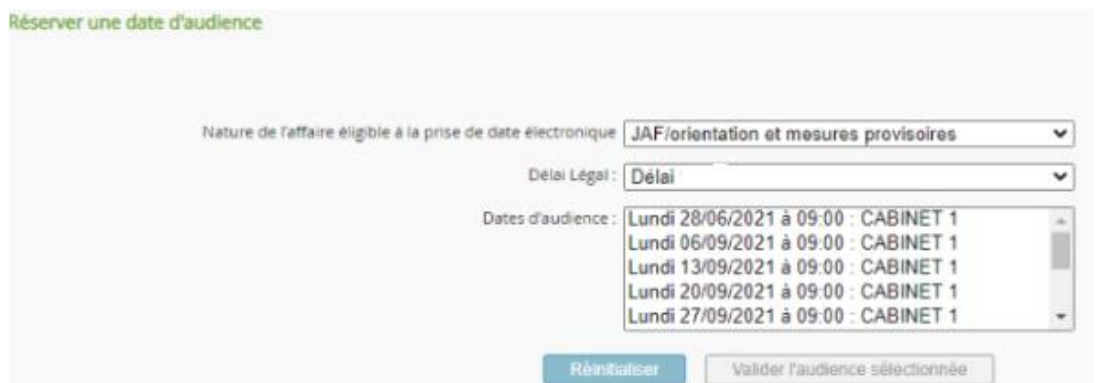 Réserver une date d'audience
Nature de l'affaire éligible à la prise de date électronique JAF/orientation et mesures provisoires
Délai Légal : Délai
Dates d'audience : Lundi 28/06/2021 à 09:00 : CABINET 1
Lundi 06/09/2021 à 09:00 : CABINET 1
Lundi 13/09/2021 à 09:00 : CABINET 1
Lundi 20/09/2021 à 09:00 : CABINET 1
Lundi 27/09/2021 à 09:00 : CABINET 1
Réinitialiser Valider l'audience sélectionnée